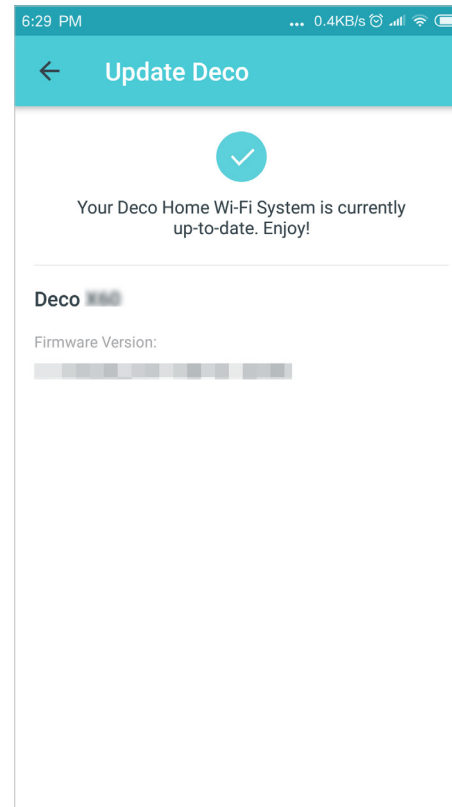 6:29 PM ... 0.4KB/s
Update Deco
Your Deco Home Wi-Fi System is currently
up-to-date. Enjoy!
Deco
Firmware Version: